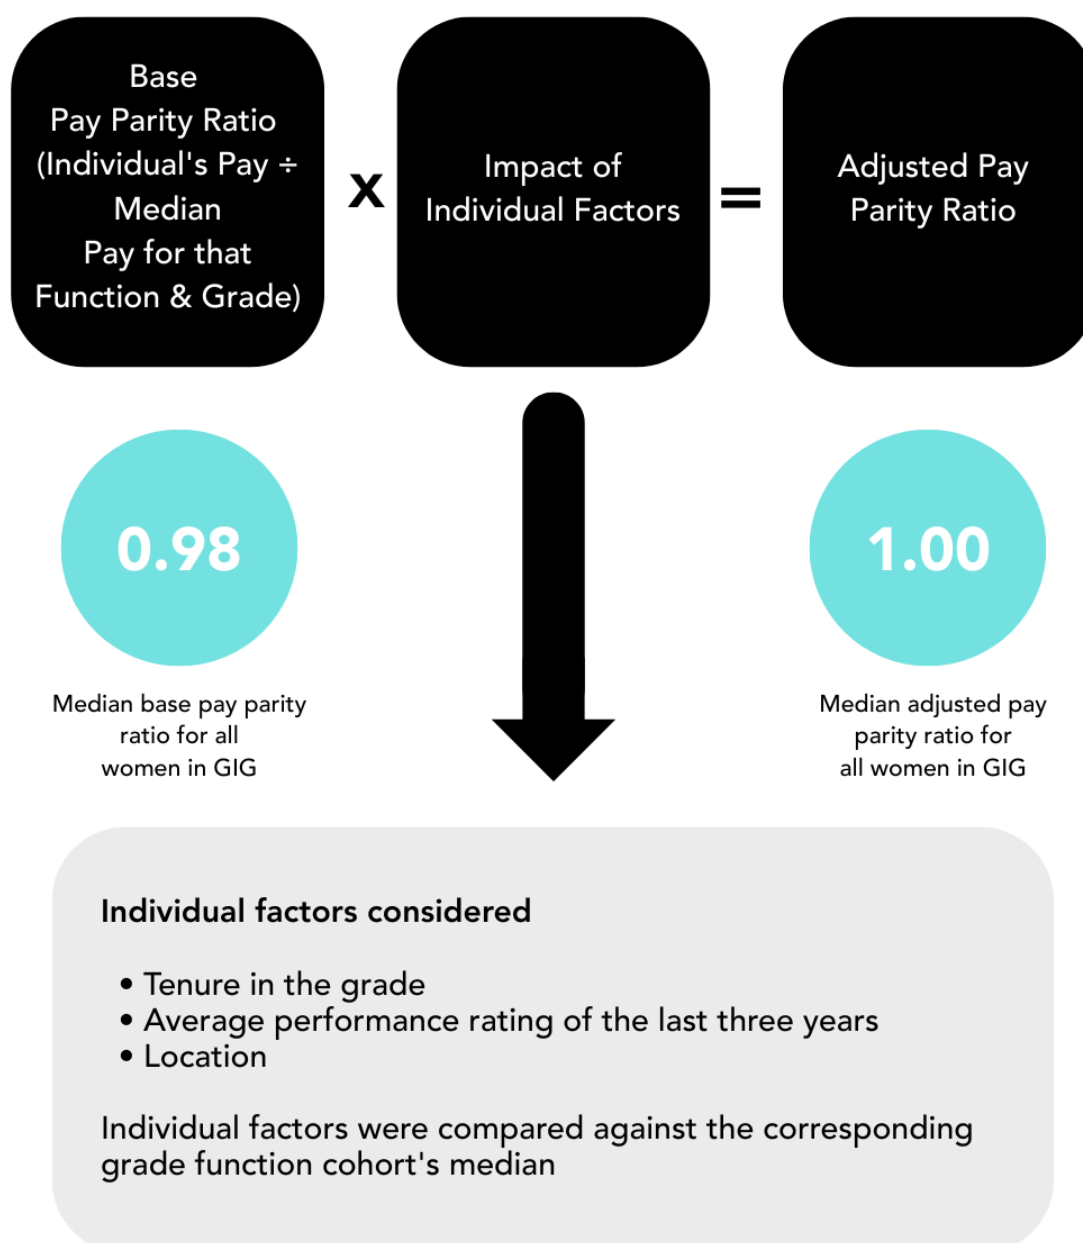 Base
Pay Parity Ratio
(Individual's Pay ÷
Median
Pay for that
Function & Grade)
x
Impact of
Individual Factors
=
Adjusted Pay
Parity Ratio
0.98
1.00
Median base pay parity
ratio for all
women in GIG
Median adjusted pay
parity ratio for
all women in GIG
Individual factors considered
• Tenure in the grade
• Average performance rating of the last three years
• Location
Individual factors were compared against the corresponding
grade function cohort's median